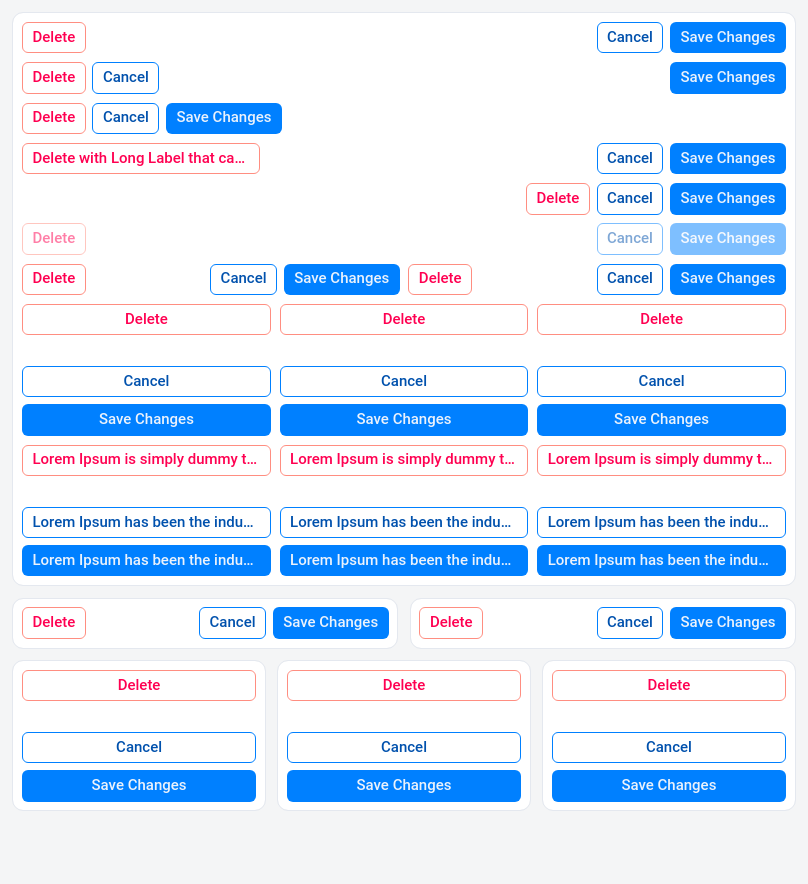 Delete Cancel Save Changes
Delete Cancel Save Changes
Delete Cancel Save Changes
Delete with Long Label that ca... Cancel Save Changes
Delete Cancel Save Changes
Delete Cancel Save Changes
Delete Cancel Save Changes Delete Cancel Save Changes
Delete Delete Delete
Cancel Cancel Cancel
Save Changes Save Changes Save Changes
Lorem Ipsum is simply dummy t... Lorem Ipsum is simply dummy t... Lorem Ipsum is simply dummy t...
Lorem Ipsum has been the indu... Lorem Ipsum has been the indu... Lorem Ipsum has been the indu...
Lorem Ipsum has been the indu... Lorem Ipsum has been the indu... Lorem Ipsum has been the indu...
Delete Cancel Save Changes Delete Cancel Save Changes
Delete Delete Delete
Cancel Cancel Cancel
Save Changes Save Changes Save Changes